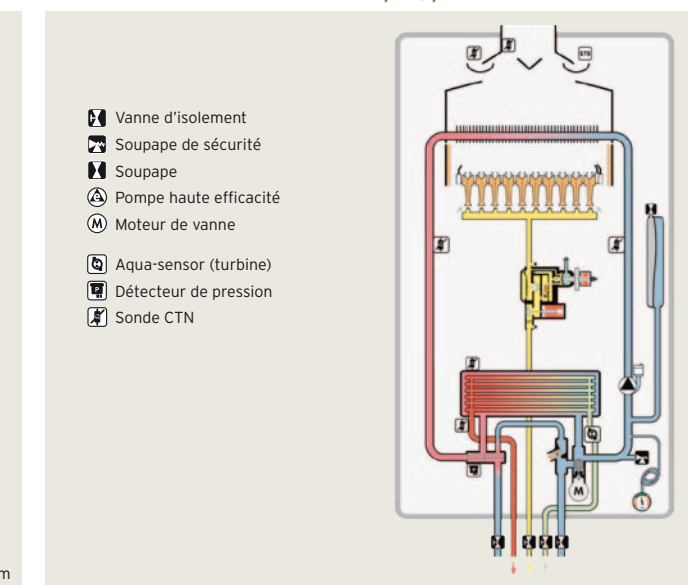 Vanne d'isolement
Soupape de sécurité
Soupape
Pompe haute efficacité
M Moteur de vanne
Aqua-sensor (turbine)
P Détecteur de pression
Sonde CTN
STB
M
m